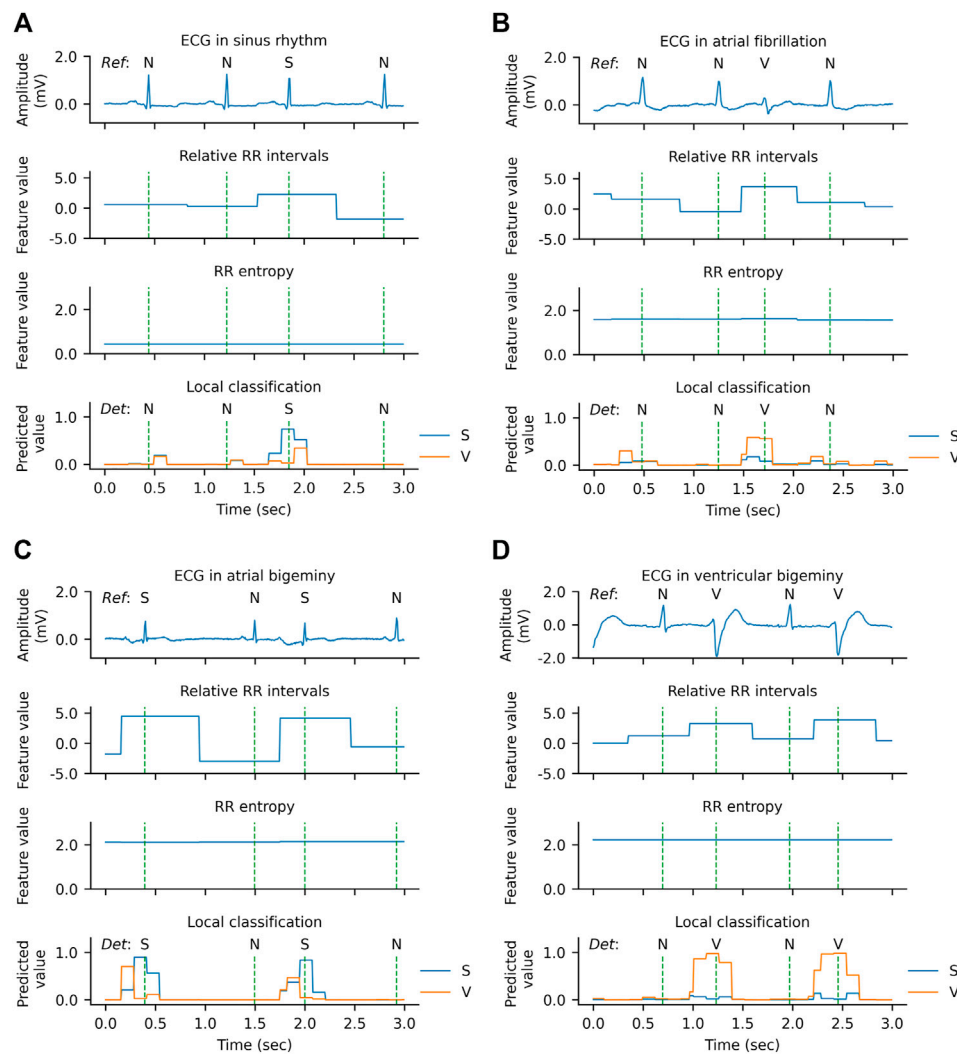 A
ECG in sinus rhythm
Ref: N N S N
Amplitude
(mV)
2.0
0.0
Relative RR intervals
Feature value
5.0
0.0
-5.0
RR entropy
Feature value
2.0
0.0
Local classification
Det: N N S N
Predicted
value
1.0
0.0
S
V
0.0 0.5 1.0 1.5 2.0 2.5 3.0
Time (sec)
B
ECG in atrial fibrillation
Ref: N N V N
Amplitude
(mV)
2.0
0.0
Relative RR intervals
Feature value
5.0
0.0
-5.0
RR entropy
Feature value
2.0
0.0
Local classification
Det: N N V N
Predicted
value
1.0
0.0
S
V
0.0 0.5 1.0 1.5 2.0 2.5 3.0
Time (sec)
C
ECG in atrial bigeminy
Ref: S N S N
Amplitude
(mV)
2.0
0.0
Relative RR intervals
Feature value
5.0
0.0
-5.0
RR entropy
Feature value
2.0
0.0
Local classification
Det: S N S N
Predicted
value
1.0
0.0
S
V
0.0 0.5 1.0 1.5 2.0 2.5 3.0
Time (sec)
D
ECG in ventricular bigeminy
Ref: N V N V
Amplitude
(mV)
2.0
0.0
-2.0
Relative RR intervals
Feature value
5.0
0.0
-5.0
RR entropy
Feature value
2.0
0.0
Local classification
Det: N V N V
Predicted
value
1.0
0.0
S
V
0.0 0.5 1.0 1.5 2.0 2.5 3.0
Time (sec)